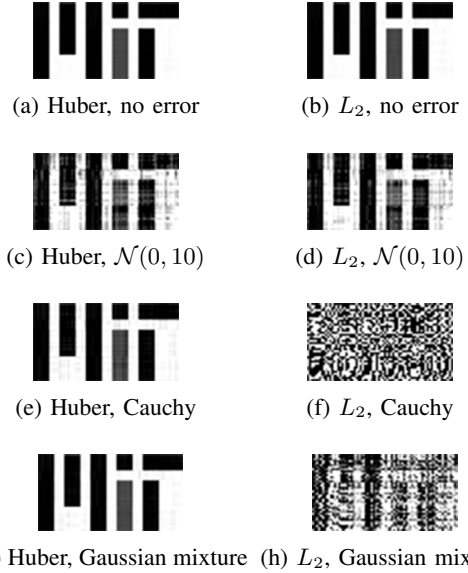 (a) Huber, no error
(b) L₂, no error
(c) Huber, 𝒩(0, 10)
(d) L₂, 𝒩(0, 10)
(e) Huber, Cauchy
(f) L₂, Cauchy
) Huber, Gaussian mixture
(h) L₂, Gaussian mix